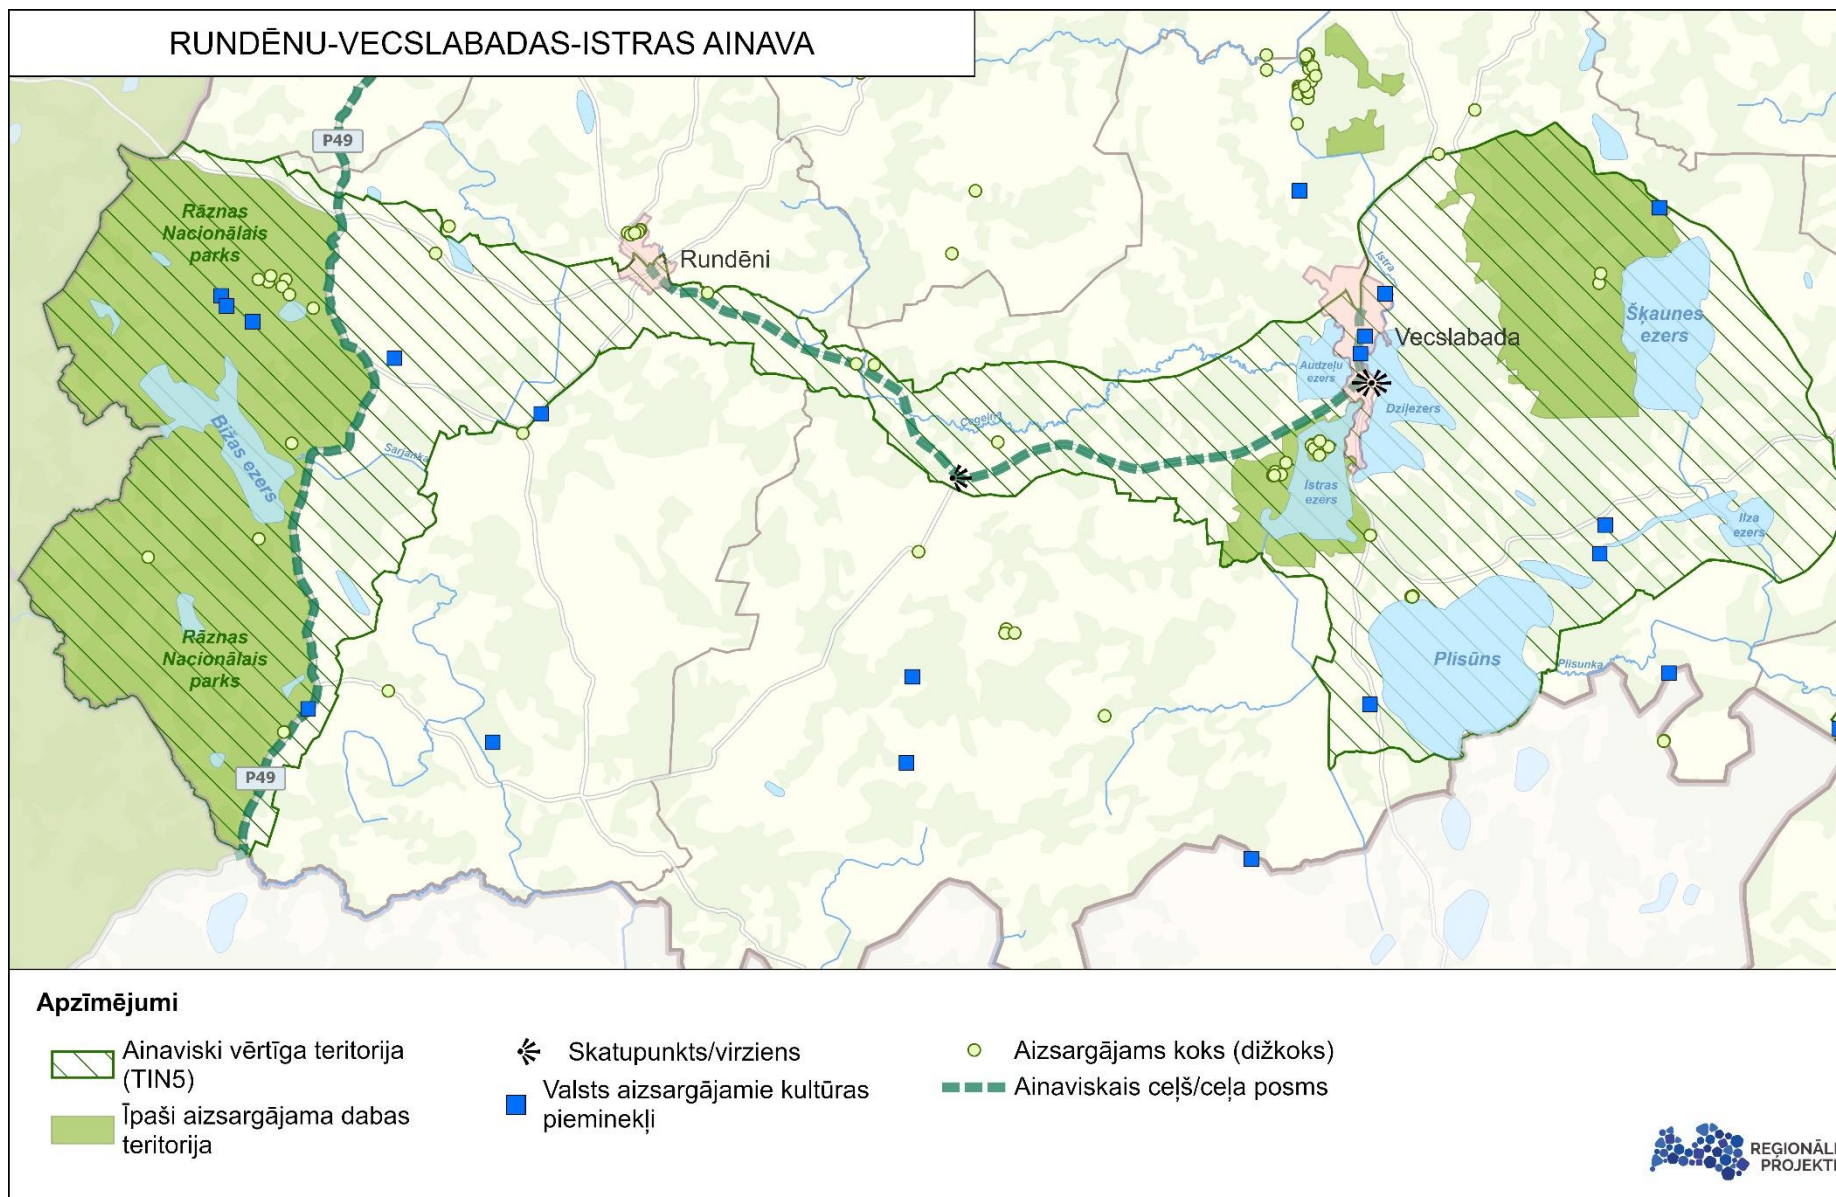 RUNDĒNU-VECSLABADAS-ISTRAS AINAVA
P49
Rāznas
Nacionālais
parks
Rundēni
Istra
Šķaunes
ezers
Vecslabada
Audzeļu
ezers
Dziļezers
Bižas ezers
Sarjanka
Istras
ezers
Ilza
ezers
Rāznas
Nacionālais
parks
Plisūns
Plisunka
P49
Apzīmējumi
Ainaviski vērtīga teritorija
(TIN5)
Īpaši aizsargājama dabas
teritorija
Skatupunkts/virziens
Valsts aizsargājamie kultūras
pieminekļi
Aizsargājams koks (dižkoks)
Ainaviskais ceļš/ceļa posms
REĢIONĀLIE
PROJEKTI